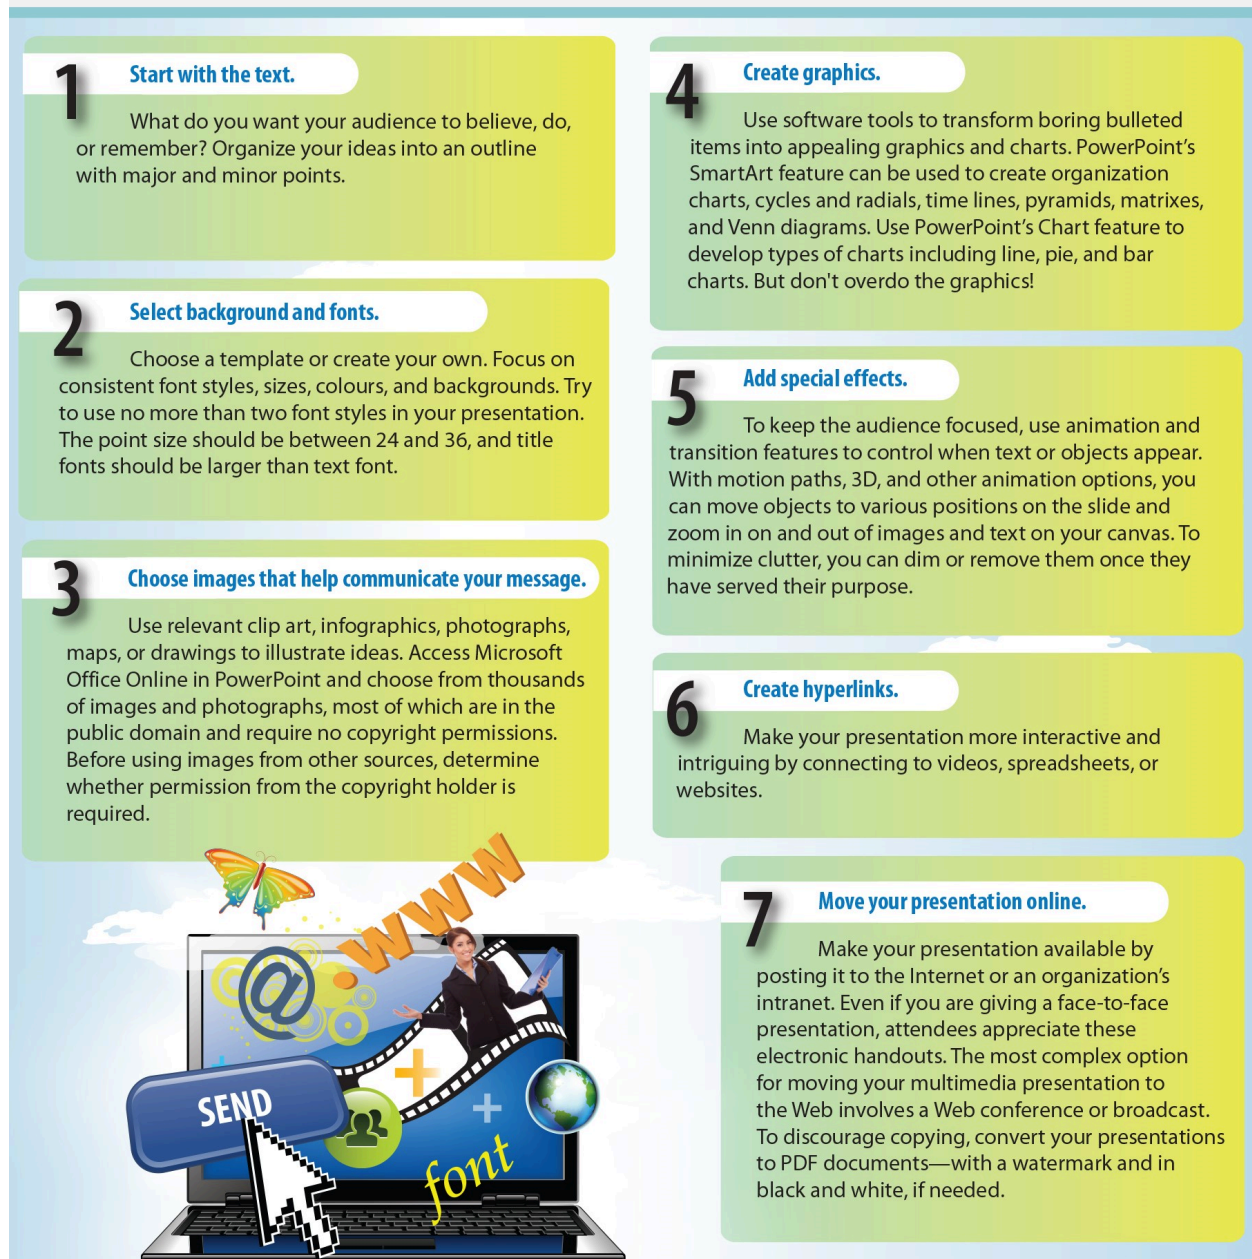 1
Start with the text.
What do you want your audience to believe, do,
or remember? Organize your ideas into an outline
with major and minor points.
2
Select background and fonts.
Choose a template or create your own. Focus on
consistent font styles, sizes, colours, and backgrounds. Try
to use no more than two font styles in your presentation.
The point size should be between 24 and 36, and title
fonts should be larger than text font.
3
Choose images that help communicate your message.
Use relevant clip art, infographics, photographs,
maps, or drawings to illustrate ideas. Access Microsoft
Office Online in PowerPoint and choose from thousands
of images and photographs, most of which are in the
public domain and require no copyright permissions.
Before using images from other sources, determine
whether permission from the copyright holder is
required.
4
Create graphics.
Use software tools to transform boring bulleted
items into appealing graphics and charts. PowerPoint's
SmartArt feature can be used to create organization
charts, cycles and radials, time lines, pyramids, matrixes,
and Venn diagrams. Use PowerPoint's Chart feature to
develop types of charts including line, pie, and bar
charts. But don't overdo the graphics!
5
Add special effects.
To keep the audience focused, use animation and
transition features to control when text or objects appear.
With motion paths, 3D, and other animation options, you
can move objects to various positions on the slide and
zoom in on and out of images and text on your canvas. To
minimize clutter, you can dim or remove them once they
have served their purpose.
6
Create hyperlinks.
Make your presentation more interactive and
intriguing by connecting to videos, spreadsheets, or
websites.
7
Move your presentation online.
Make your presentation available by
posting it to the Internet or an organization's
intranet. Even if you are giving a face-to-face
presentation, attendees appreciate these
electronic handouts. The most complex option
for moving your multimedia presentation to
the Web involves a Web conference or broadcast.
To discourage copying, convert your presentations
to PDF documents—with a watermark and in
black and white, if needed.
.www
@
SEND
font